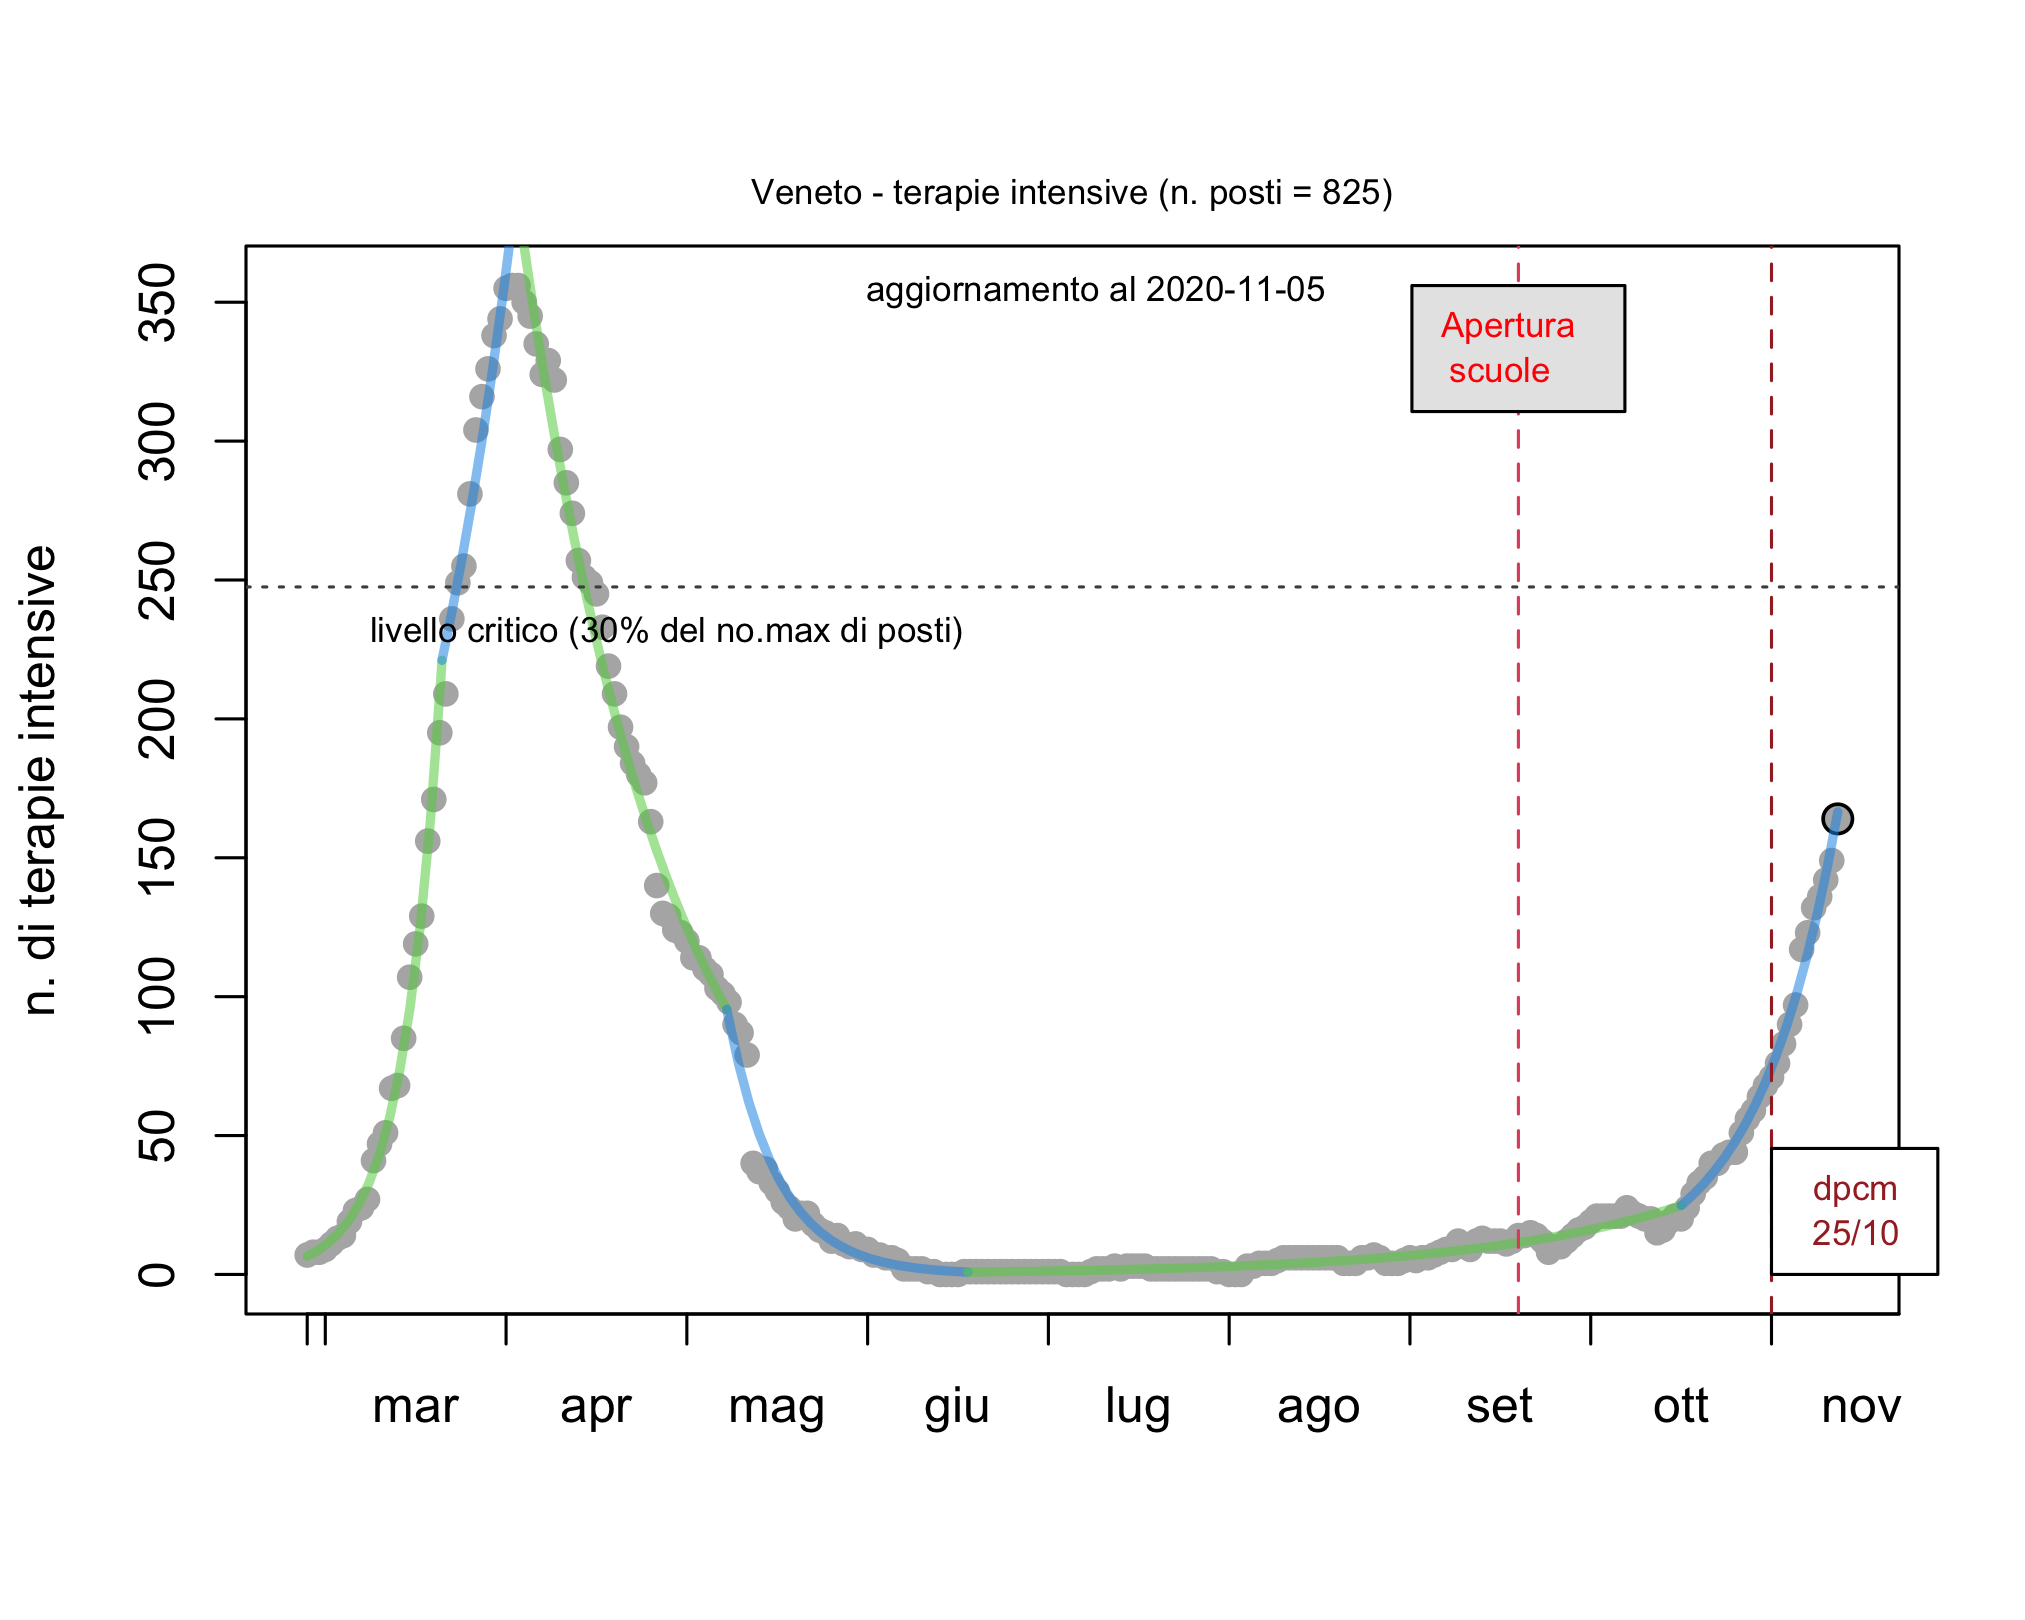 Veneto - terapie intensive (n. posti = 825)
aggiornamento al 2020-11-05
Apertura
scuole
livello critico (30% del no.max di posti)
dpcm
25/10
n. di terapie intensive
350
300
250
200
150
100
50
0
mar apr mag giu lug ago set ott nov